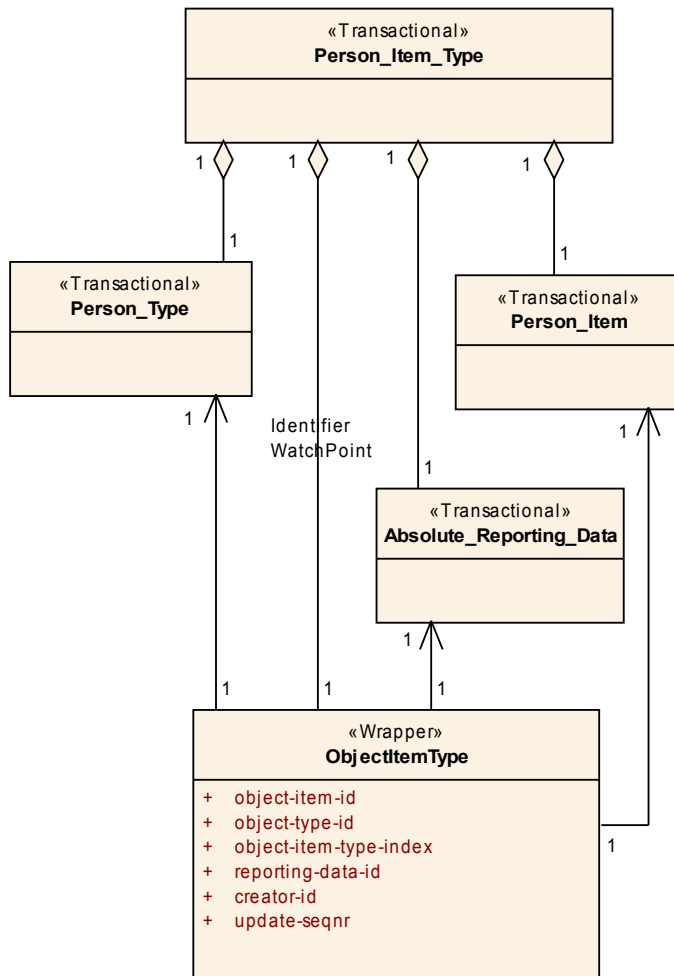 «Transactional»
Person_Item_Type
1
1
1
1
1
1
«Transactional»
Person_Type
«Transactional»
Person_Item
1
1
Identifier
WatchPoint
1
«Transactional»
Absolute_Reporting_Data
1
1
1
1
«Wrapper»
ObjectItemType
+ object-item-id
+ object-type-id
+ object-item-type-index
+ reporting-data-id
+ creator-id
+ update-seqnr
1